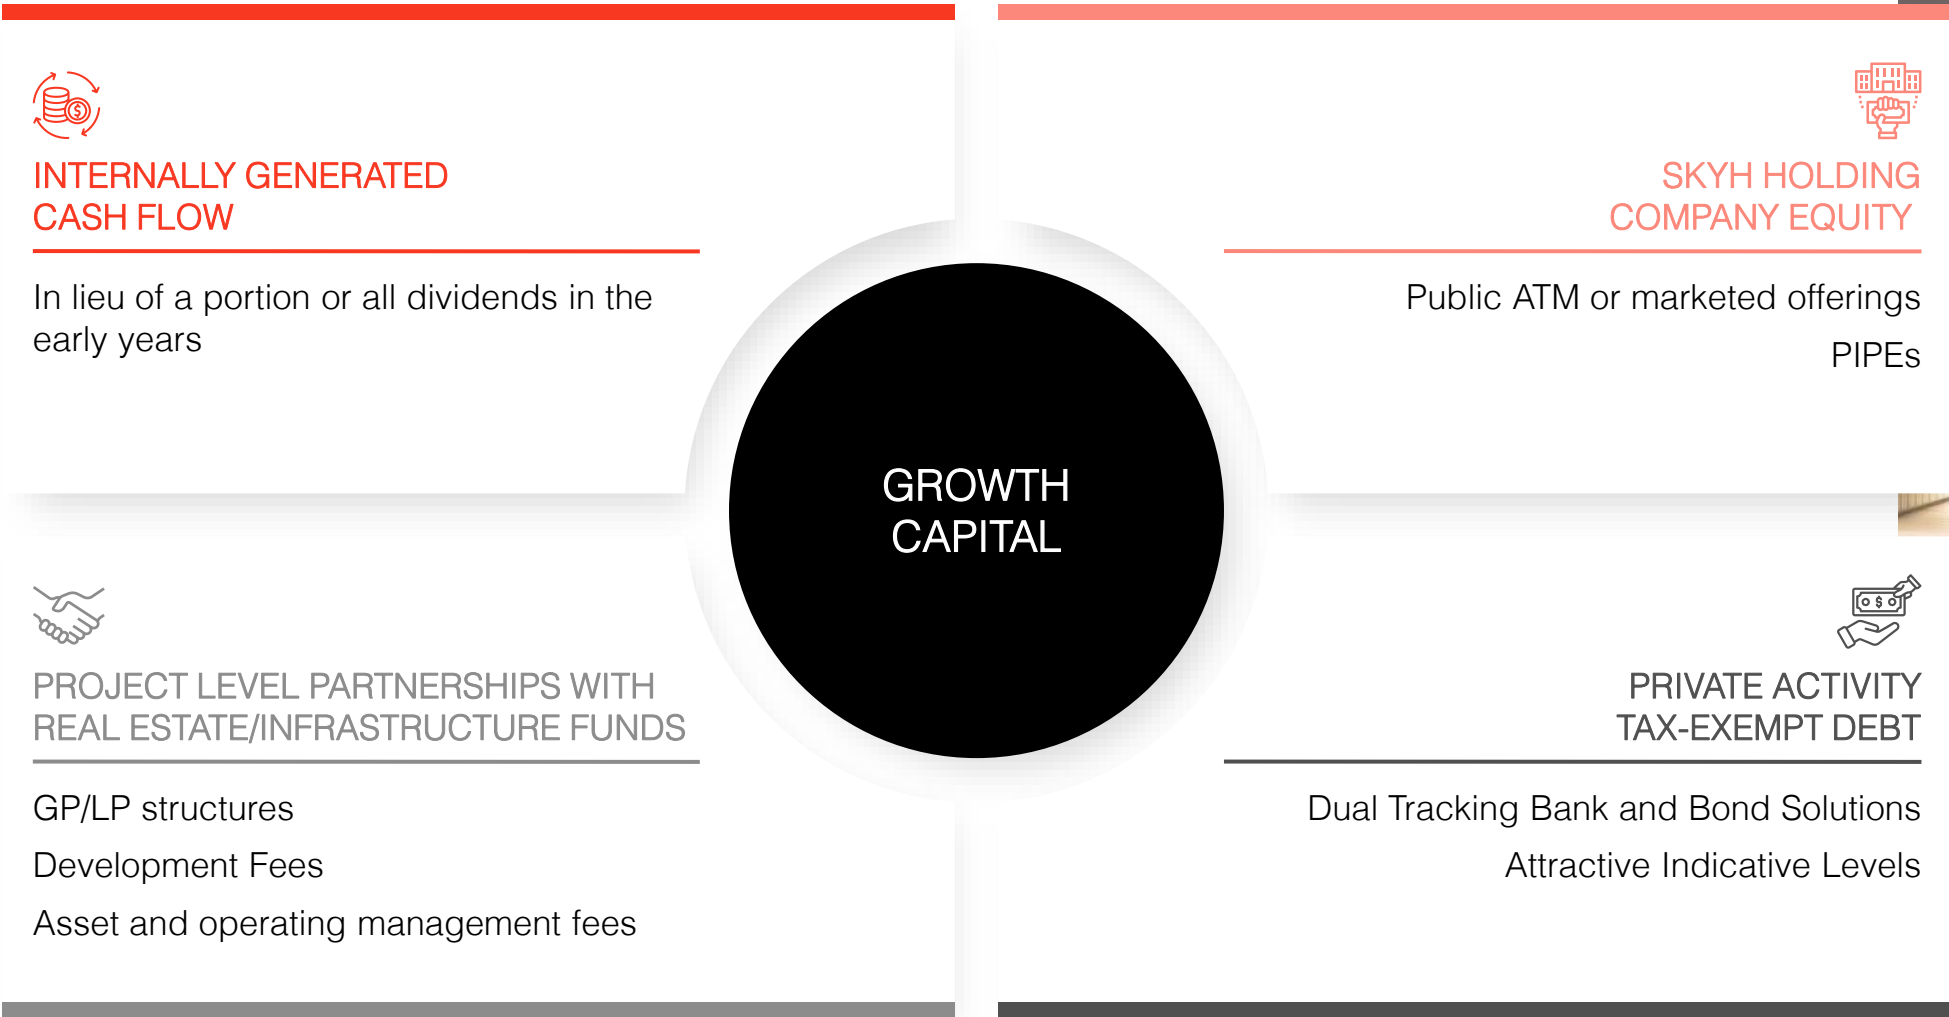 INTERNALLY GENERATED
CASH FLOW
In lieu of a portion or all dividends in the
early years
SKYH HOLDING
COMPANY EQUITY
Public ATM or marketed offerings
PIPEs
GROWTH
CAPITAL
PROJECT LEVEL PARTNERSHIPS WITH
REAL ESTATE/INFRASTRUCTURE FUNDS
GP/LP structures
Development Fees
Asset and operating management fees
PRIVATE ACTIVITY
TAX-EXEMPT DEBT
Dual Tracking Bank and Bond Solutions
Attractive Indicative Levels